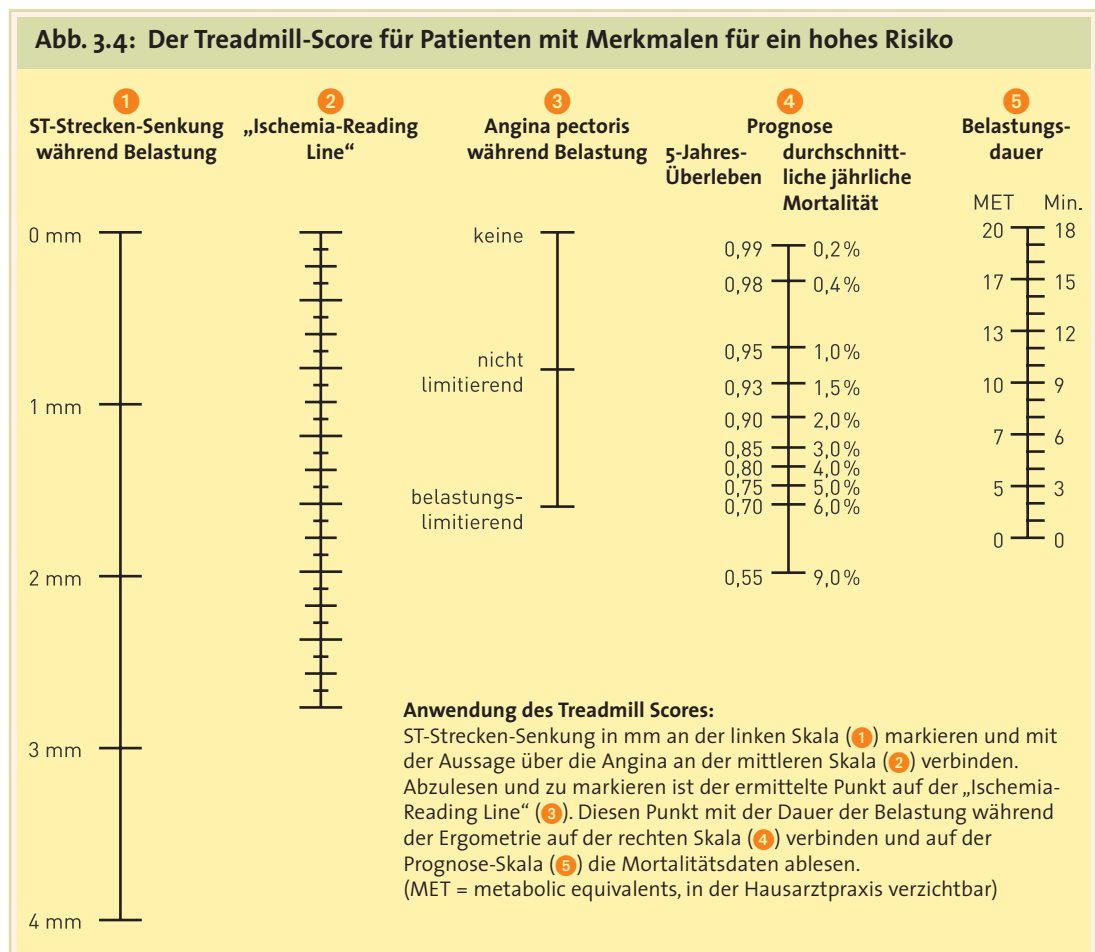 Abb. 3.4: Der Treadmill-Score für Patienten mit Merkmalen für ein hohes Risiko
1
ST-Strecken-Senkung
während Belastung
2
„Ischemia-Reading
Line“
3
Angina pectoris
während Belastung
4
Prognose
5-Jahres-
Überleben
durchschnitt-
liche jährliche
Mortalität
5
Belastungs-
dauer
MET Min.
0 mm
1 mm
2 mm
3 mm
4 mm
keine
nicht
limitierend
belastungs-
limitierend
0,99 0,2%
0,98 0,4%
0,95 1,0%
0,93 1,5%
0,90 2,0%
0,85 3,0%
0,80 4,0%
0,75 5,0%
0,70 6,0%
0,55 9,0%
20 18
17 15
13 12
10 9
7 6
5 3
0 0
Anwendung des Treadmill Scores:
ST-Strecken-Senkung in mm an der linken Skala (1) markieren und mit
der Aussage über die Angina an der mittleren Skala (2) verbinden.
Abzulesen und zu markieren ist der ermittelte Punkt auf der „Ischemia-
Reading Line“ (3). Diesen Punkt mit der Dauer der Belastung während
der Ergometrie auf der rechten Skala (4) verbinden und auf der
Prognose-Skala (5) die Mortalitätsdaten ablesen.
(MET = metabolic equivalents, in der Hausarztpraxis verzichtbar)